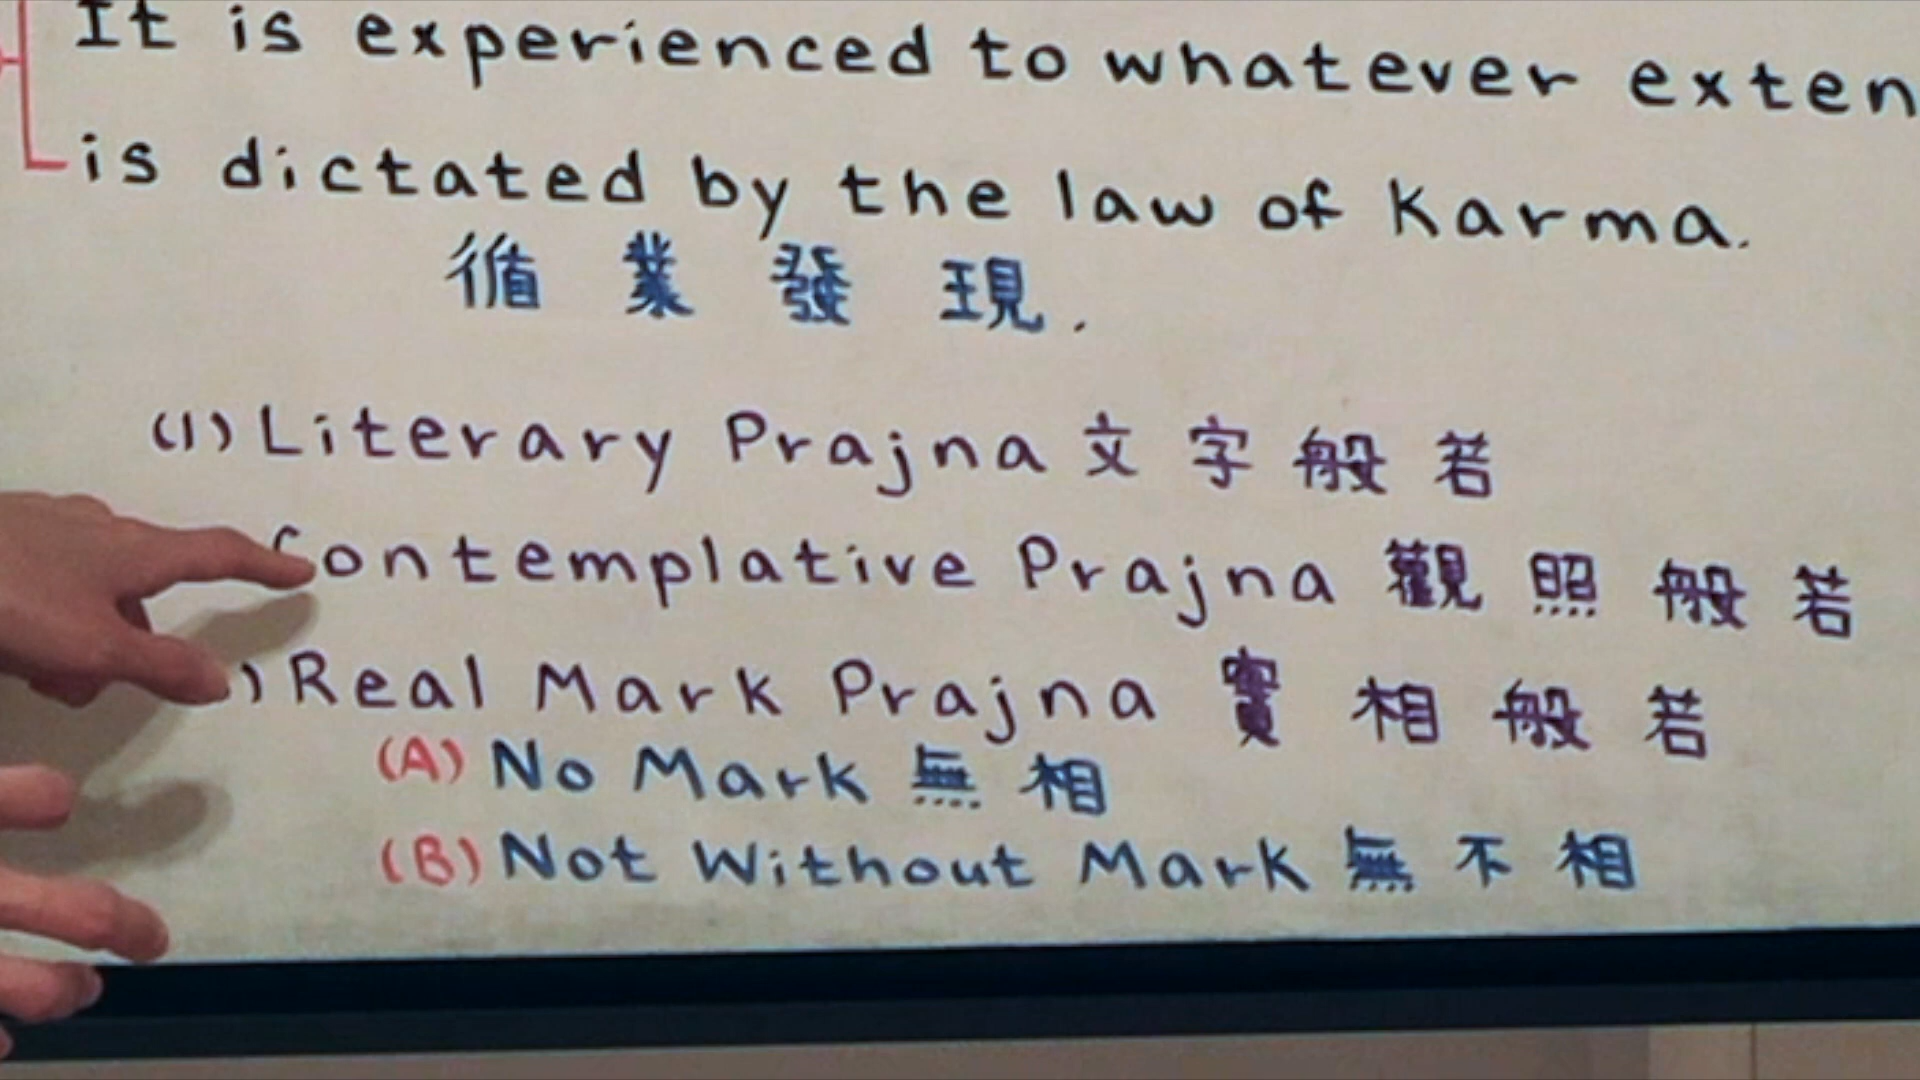 It is experienced to whatever exten
is dictated by the law of Karma.
循業發現.
(1) Literary Prajna 文字般若
Contemplative Prajna 觀照般若
) Real Mark Prajna 實相般若
(A) No Mark 無相
(B) Not Without Mark 無不相